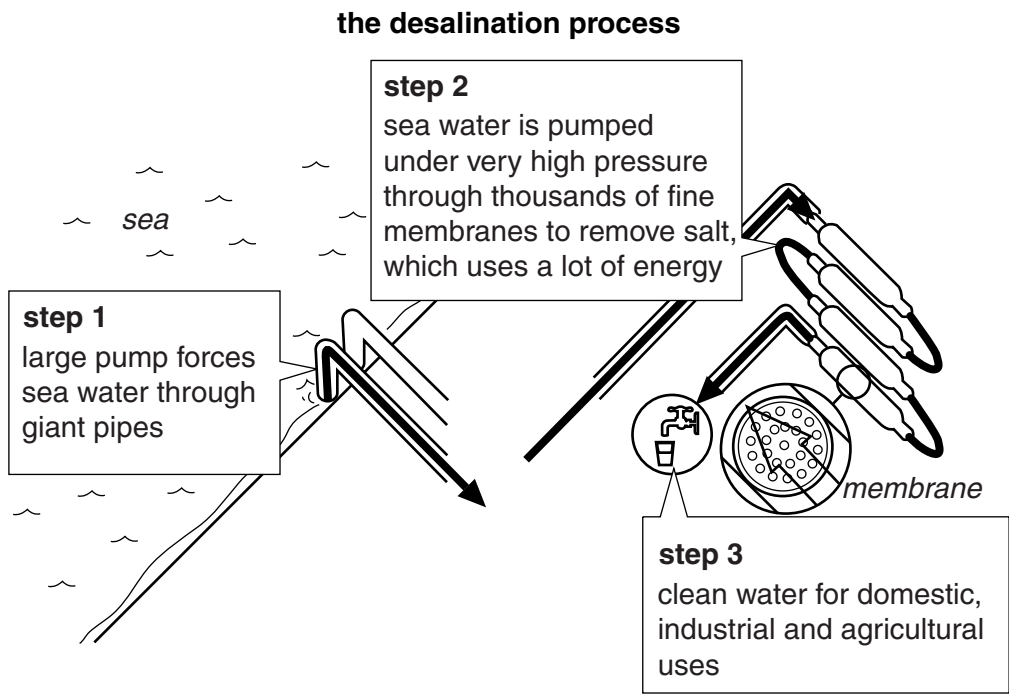 the desalination process
step 1
large pump forces
sea water through
giant pipes
step 2
sea water is pumped
under very high pressure
through thousands of fine
membranes to remove salt,
which uses a lot of energy
step 3
clean water for domestic,
industrial and agricultural
uses
sea
membrane